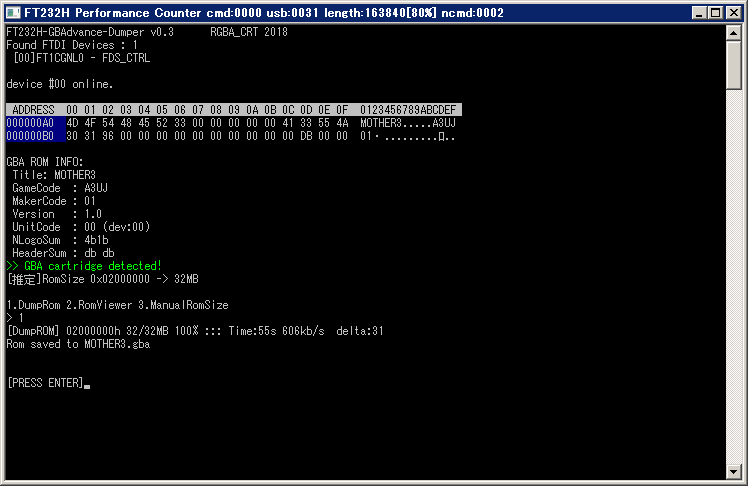 FT232H Performance Counter cmd:0000 usb:0031 length:163840[80%] ncmd:0002
FT232H-GBAdvance-Dumper v0.3      RGBA_CRT 2018
Found FTDI Devices : 1
 [00]FT1CGNL0 - FDS_CTRL
device #00 online.
 ADDRESS  00 01 02 03 04 05 06 07 08 09 0A 0B 0C 0D 0E 0F  0123456789ABCDEF
000000A0  4D 4F 54 48 45 52 33 00 00 00 00 00 41 33 55 4A  MOTHER3.....A3UJ
000000B0  30 31 96 00 00 00 00 00 00 00 00 00 00 DB 00 00  01・..........ロ..
GBA ROM INFO:
 Title: MOTHER3
 GameCode  : A3UJ
 MakerCode : 01
 Version   : 1.0
 UnitCode  : 00 (dev:00)
 NLogoSum  : 4b1b
 HeaderSum : db db
>> GBA cartridge detected!
[推定]RomSize 0x02000000 -> 32MB
1.DumpRom 2.RomViewer 3.ManualRomSize
> 1
[DumpROM] 02000000h 32/32MB 100% ::: Time:55s 606kb/s  delta:31
Rom saved to MOTHER3.gba
[PRESS ENTER]_